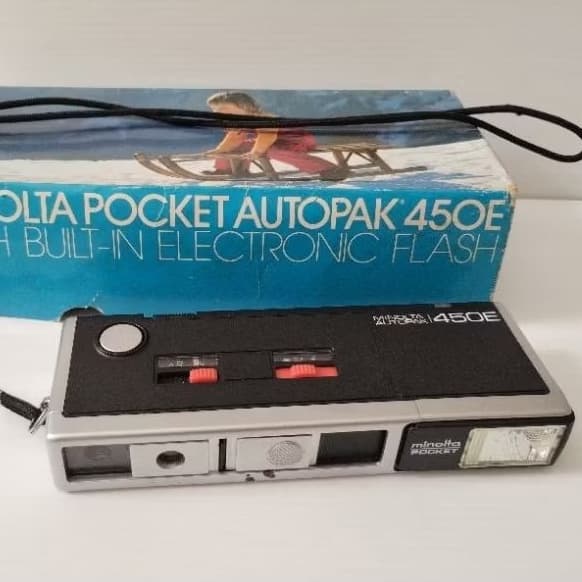 OLTA POCKET AUTOPAK® 450E
H BUILT-IN ELECTRONIC FLASH
MINOLTA
AUTOPAK 450E
minolta
POCKET